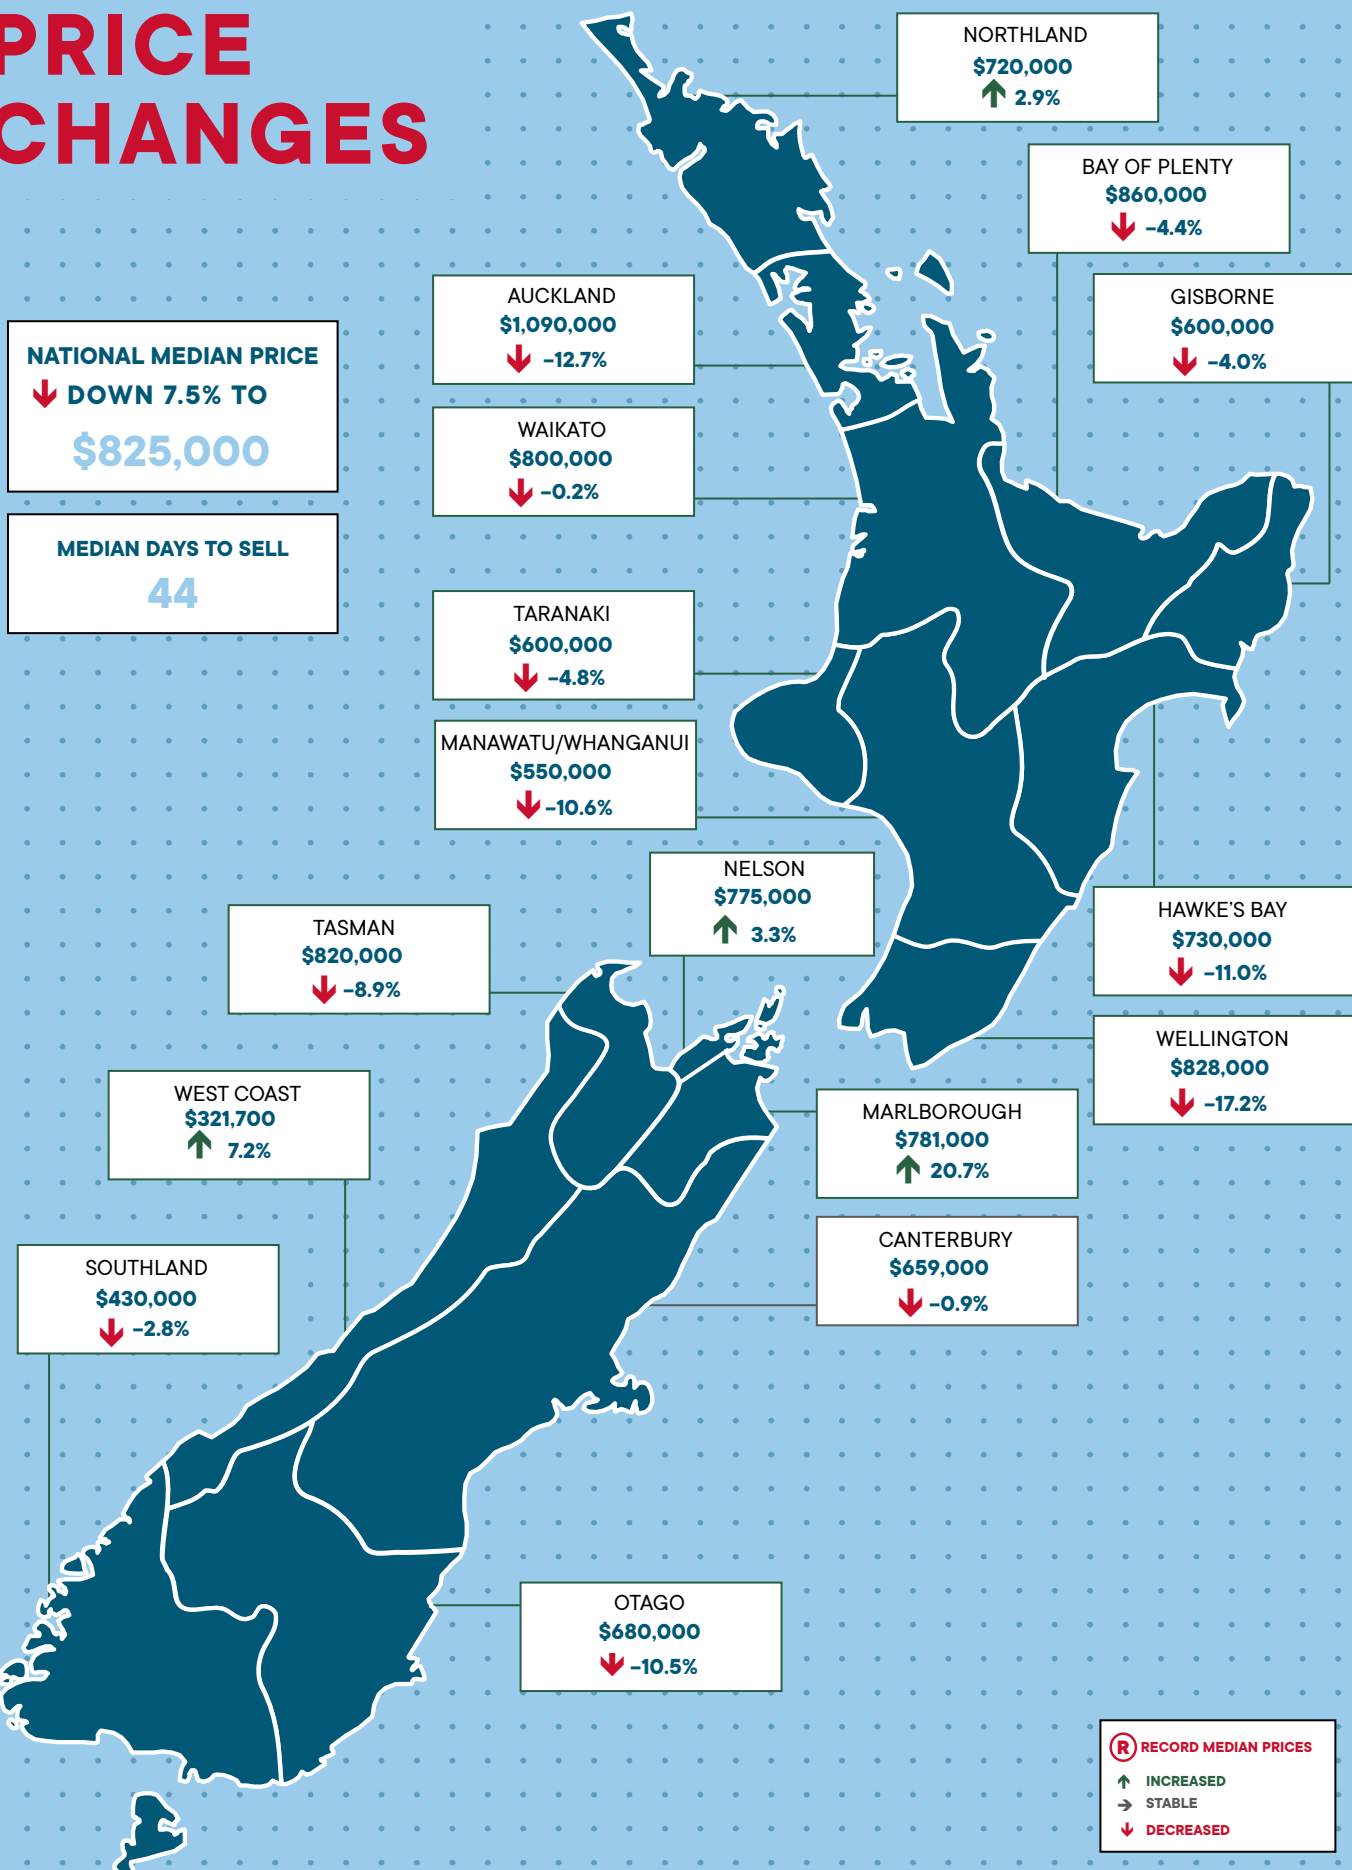 PRICE
CHANGES
NATIONAL MEDIAN PRICE
DOWN 7.5% TO
$825,000
MEDIAN DAYS TO SELL
44
NORTHLAND
$720,000
2.9%
BAY OF PLENTY
$860,000
-4.4%
GISBORNE
$600,000
-4.0%
AUCKLAND
$1,090,000
-12.7%
WAIKATO
$800,000
-0.2%
TARANAKI
$600,000
-4.8%
MANAWATU/WHANGANUI
$550,000
-10.6%
NELSON
$775,000
3.3%
TASMAN
$820,000
-8.9%
HAWKE'S BAY
$730,000
-11.0%
WELLINGTON
$828,000
-17.2%
WEST COAST
$321,700
7.2%
MARLBOROUGH
$781,000
20.7%
CANTERBURY
$659,000
-0.9%
SOUTHLAND
$430,000
-2.8%
OTAGO
$680,000
-10.5%
R RECORD MEDIAN PRICES
INCREASED
STABLE
DECREASED